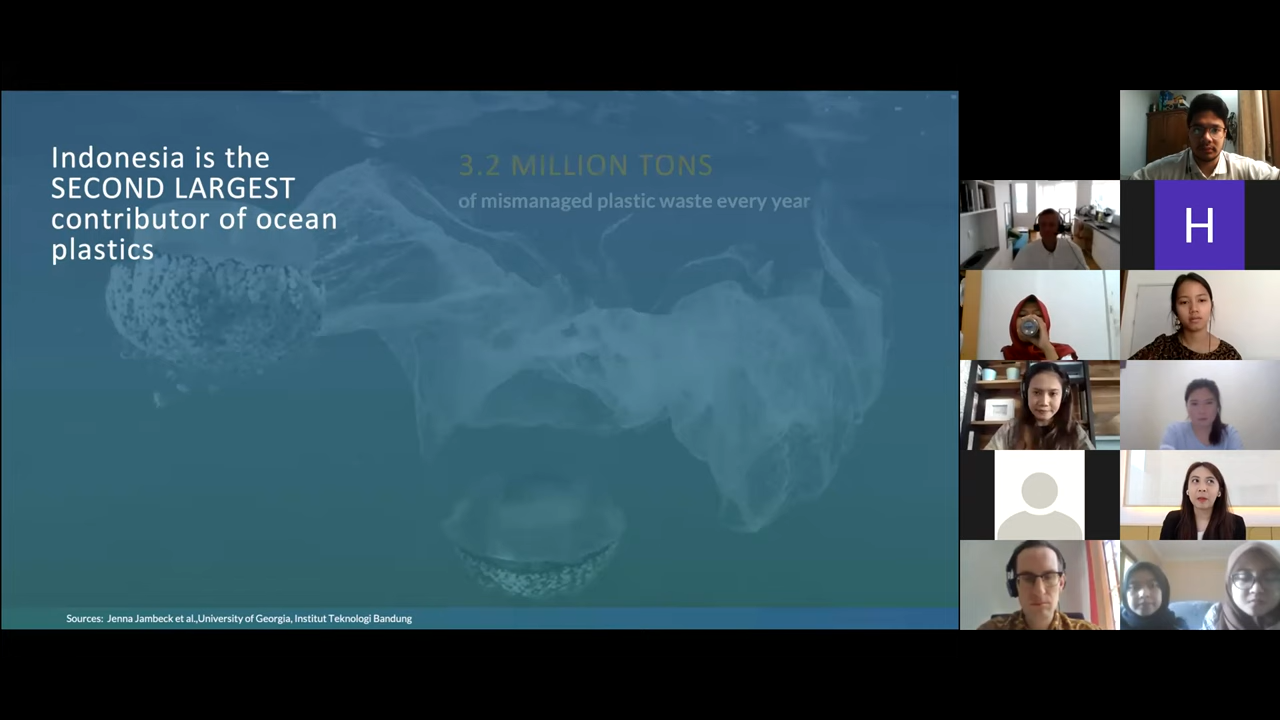 Indonesia is the
SECOND LARGEST
contributor of ocean
plastics
3.2 MILLION TONS
of mismanaged plastic waste every year
Sources: Jenna Jambeck et al.,University of Georgia, Institut Teknologi Bandung
H